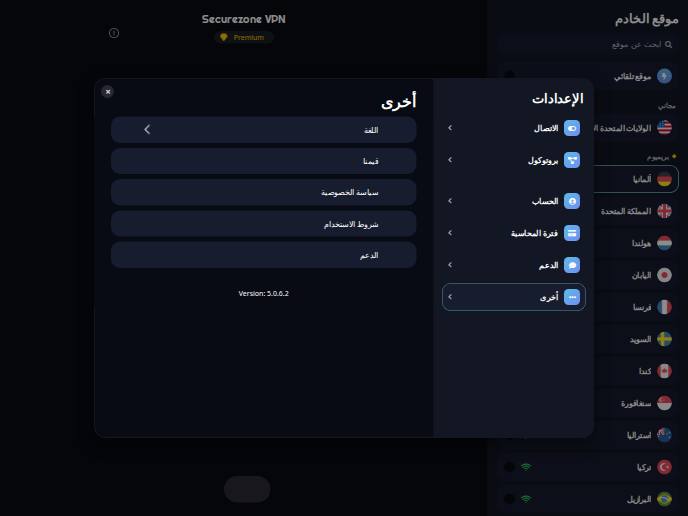 Securezone VPN
Premium
موقع الخادم
ابحث عن موقع
موقع تلقائي
مجاني
الولايات المتحدة
بريميوم
ألمانيا
المملكة المتحدة
هولندا
اليابان
فرنسا
السويد
كندا
سنغافورة
استراليا
تركيا
البرازيل
الإعدادات
الاتصال
بروتوكول
الحساب
فترة المحاسبة
الدعم
أخرى
أخرى
اللغة
قيمنا
سياسة الخصوصية
شروط الاستخدام
الدعم
Version: 5.0.6.2